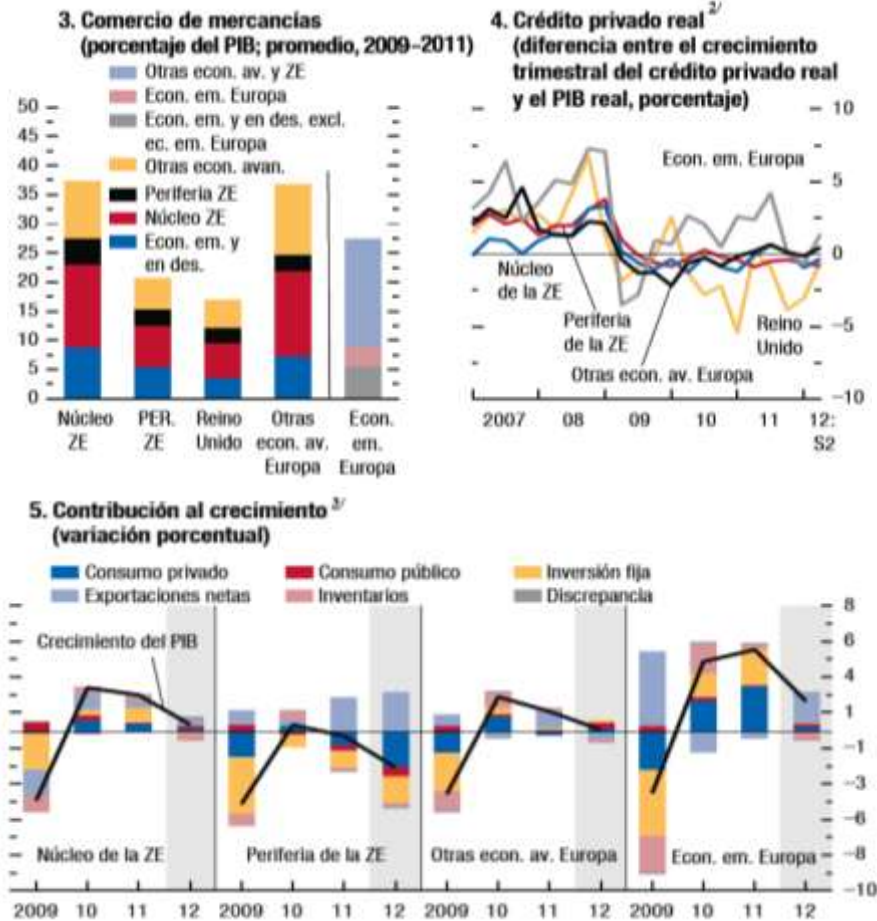 3. Comercio de mercancías
(porcentaje del PIB; promedio, 2009–2011)
Otras econ. av. y ZE
Econ. em. Europa
Econ. em. y en des. excl.
ec. em. Europa
Otras econ. avan.
Periferia ZE
Núcleo ZE
Econ. em. y
en des.
50
45
40
35
30
25
20
15
10
5
0
Núcleo
ZE
PER.
ZE
Reino
Unido
Otras
econ. av.
Europa
Econ.
em.
Europa
4. Crédito privado real 2/
(diferencia entre el crecimiento
trimestral del crédito privado real
y el PIB real, porcentaje)
10
5
0
−5
−10
Econ. em. Europa
Núcleo
de la ZE
Periferia
de la ZE
Reino
Unido
Otras econ. av. Europa
2007 08 09 10 11 12:
S2
5. Contribución al crecimiento 3/
(variación porcentual)
Consumo privado
Consumo público
Inversión fija
Exportaciones netas
Inventarios
Discrepancia
Crecimiento del PIB
8
6
4
1
−1
−3
−6
−8
−10
Núcleo de la ZE
Periferia de la ZE
Otras econ. av. Europa
Econ. em. Europa
2009 10 11 12 2009 10 11 12 2009 10 11 12 2009 10 11 12